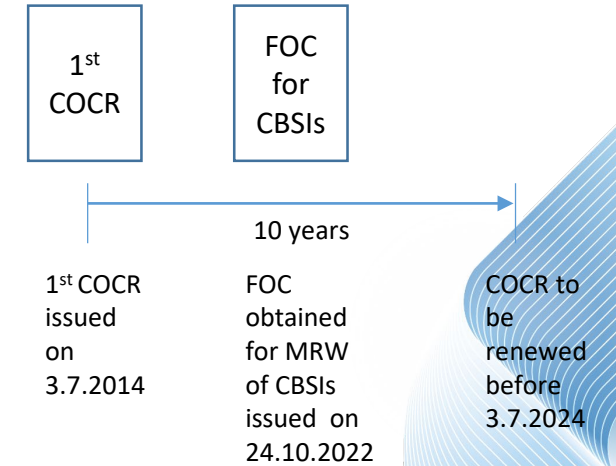 1st
COCR
FOC
for
CBSIs
10 years
1st COCR
issued
on
3.7.2014
FOC
obtained
for MRW
of CBSIs
issued on
24.10.2022
COCR to
be
renewed
before
3.7.2024